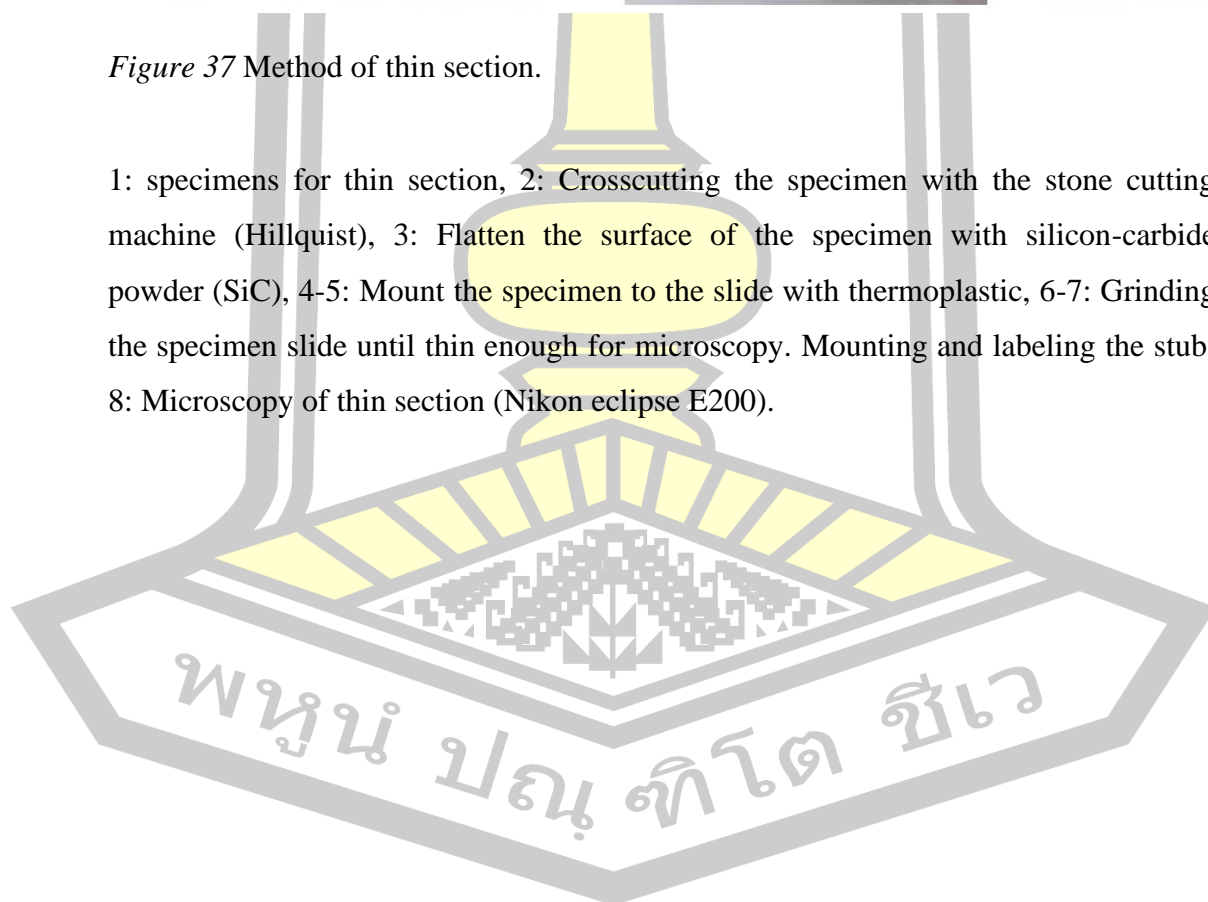 Figure 37 Method of thin section.
1: specimens for thin section, 2: Crosscutting the specimen with the stone cutting
machine (Hillquist), 3: Flatten the surface of the specimen with silicon-carbide
powder (SiC), 4-5: Mount the specimen to the slide with thermoplastic, 6-7: Grinding
the specimen slide until thin enough for microscopy. Mounting and labeling the stub
8: Microscopy of thin section (Nikon eclipse E200).
พหูนํ ปณฺฑิโต ชีเว